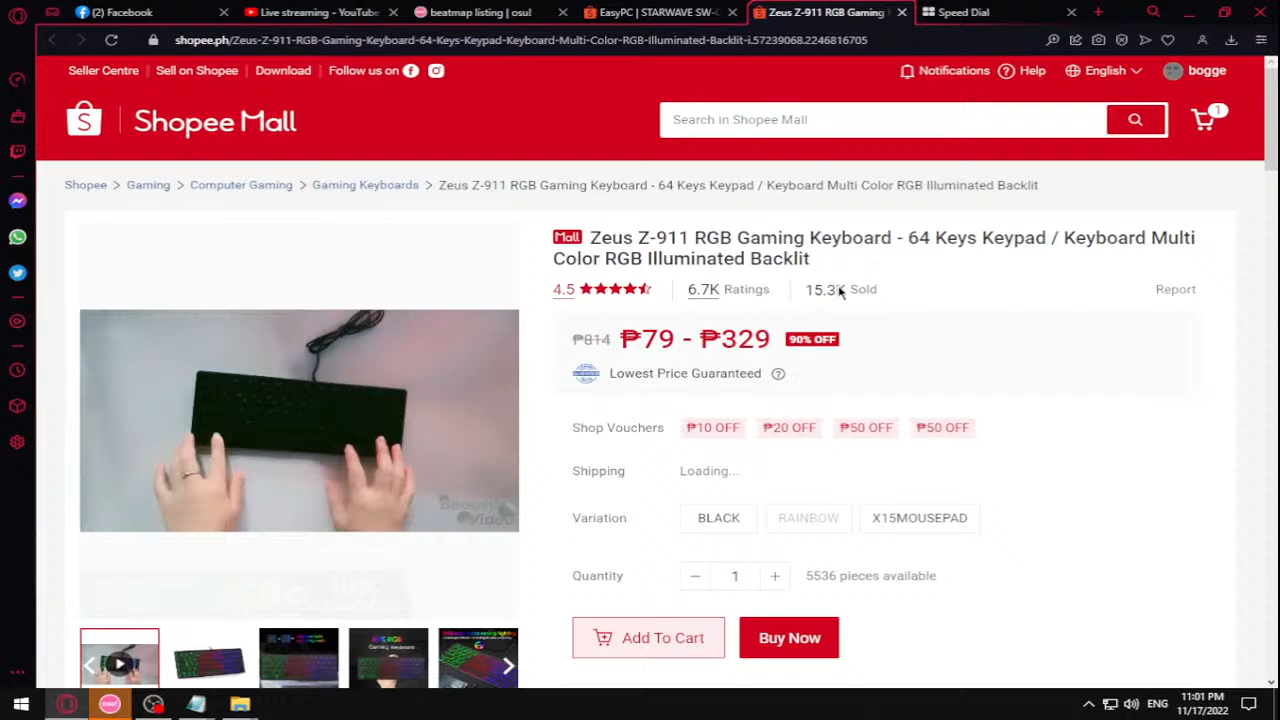 (2) Facebook
Live streaming - YouTube
beatmap listing | osu!
EasyPC | STARWAVE SW-
Zeus Z-911 RGB Gaming
Speed Dial
shopee.ph/Zeus-Z-911-RGB-Gaming-Keyboard-64-Keys-Keypad-Keyboard-Multi-Color-RGB-Illuminated-Backlit-i.57239068.2246816705
Seller Centre
Sell on Shopee
Download
Follow us on
Notifications
Help
English
bogge
Shopee Mall
Search in Shopee Mall
1
Shopee > Gaming > Computer Gaming > Gaming Keyboards > Zeus Z-911 RGB Gaming Keyboard - 64 Keys Keypad / Keyboard Multi Color RGB Illuminated Backlit
Mall Zeus Z-911 RGB Gaming Keyboard - 64 Keys Keypad / Keyboard Multi
Color RGB Illuminated Backlit
4.5
6.7K Ratings
15.3K Sold
Report
₱814 ₱79 - ₱329 90% OFF
Lowest Price Guaranteed
Shop Vouchers ₱10 OFF ₱20 OFF ₱50 OFF ₱50 OFF
Shipping Loading...
Variation BLACK RAINBOW X15MOUSEPAD
Quantity 1 5536 pieces available
Add To Cart
Buy Now
Beauty
Video
ENG
11:01 PM
11/17/2022